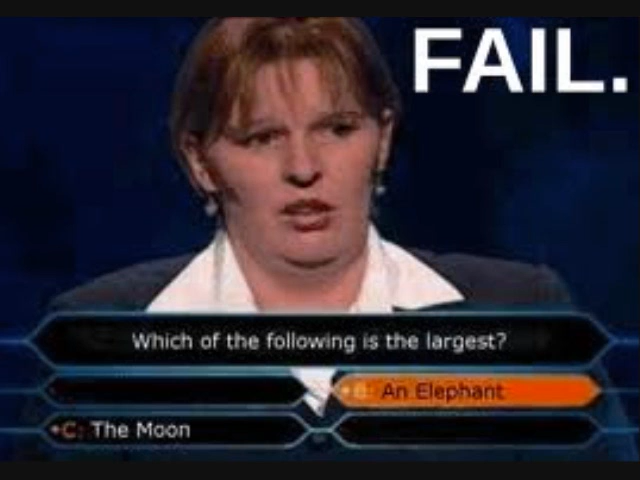 FAIL.
Which of the following is the largest?
B: An Elephant
C: The Moon